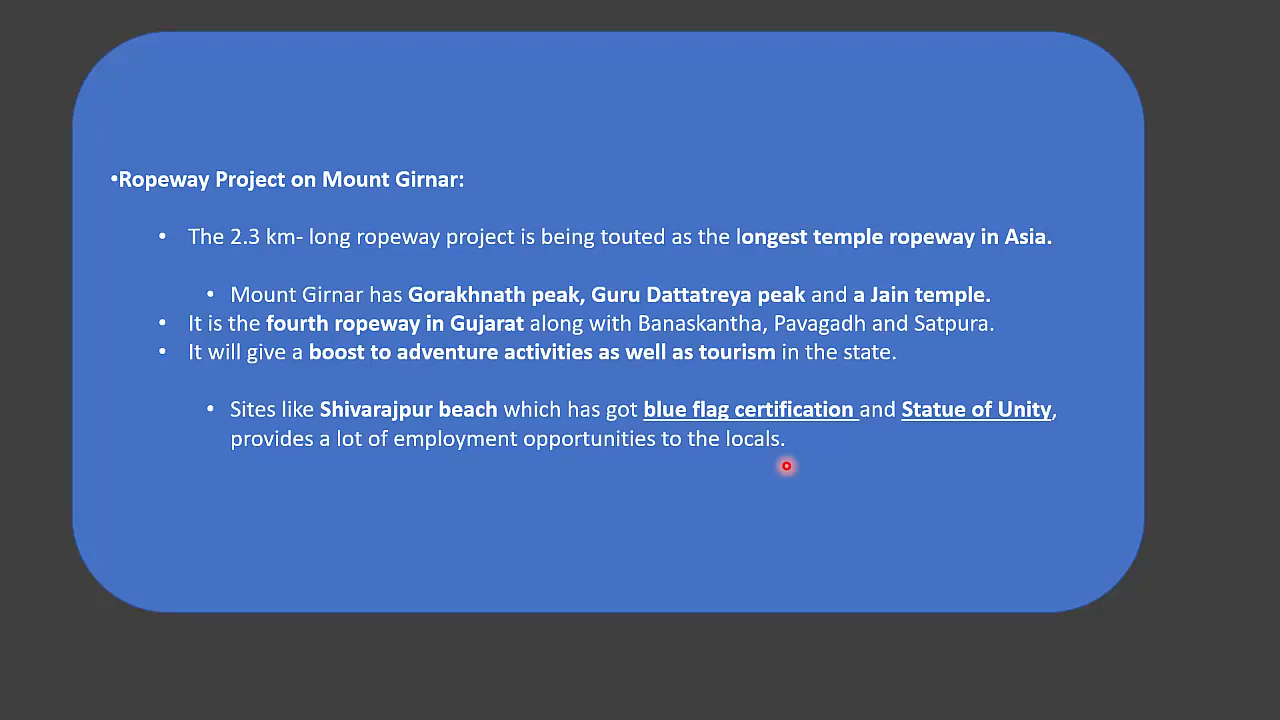 •Ropeway Project on Mount Girnar:
• The 2.3 km- long ropeway project is being touted as the longest temple ropeway in Asia.
• Mount Girnar has Gorakhnath peak, Guru Dattatreya peak and a Jain temple.
• It is the fourth ropeway in Gujarat along with Banaskantha, Pavagadh and Satpura.
• It will give a boost to adventure activities as well as tourism in the state.
• Sites like Shivarajpur beach which has got blue flag certification and Statue of Unity,
provides a lot of employment opportunities to the locals.